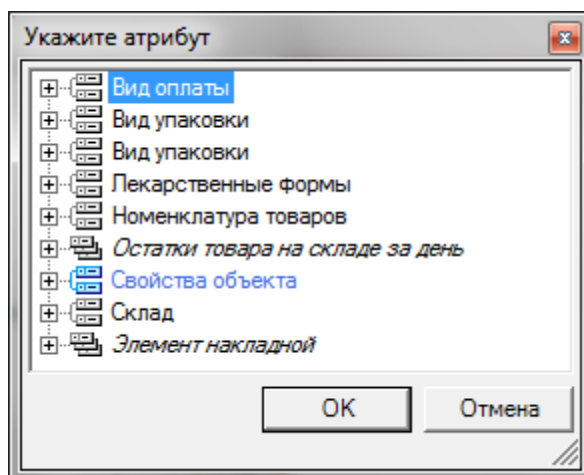 Укажите атрибут
Вид оплаты
Вид упаковки
Вид упаковки
Лекарственные формы
Номенклатура товаров
Остатки товара на складе за день
Свойства объекта
Склад
Элемент накладной
ОК Отмена